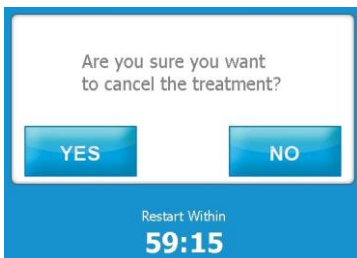 Are you sure you want
to cancel the treatment?
YES NO
Restart Within
59:15